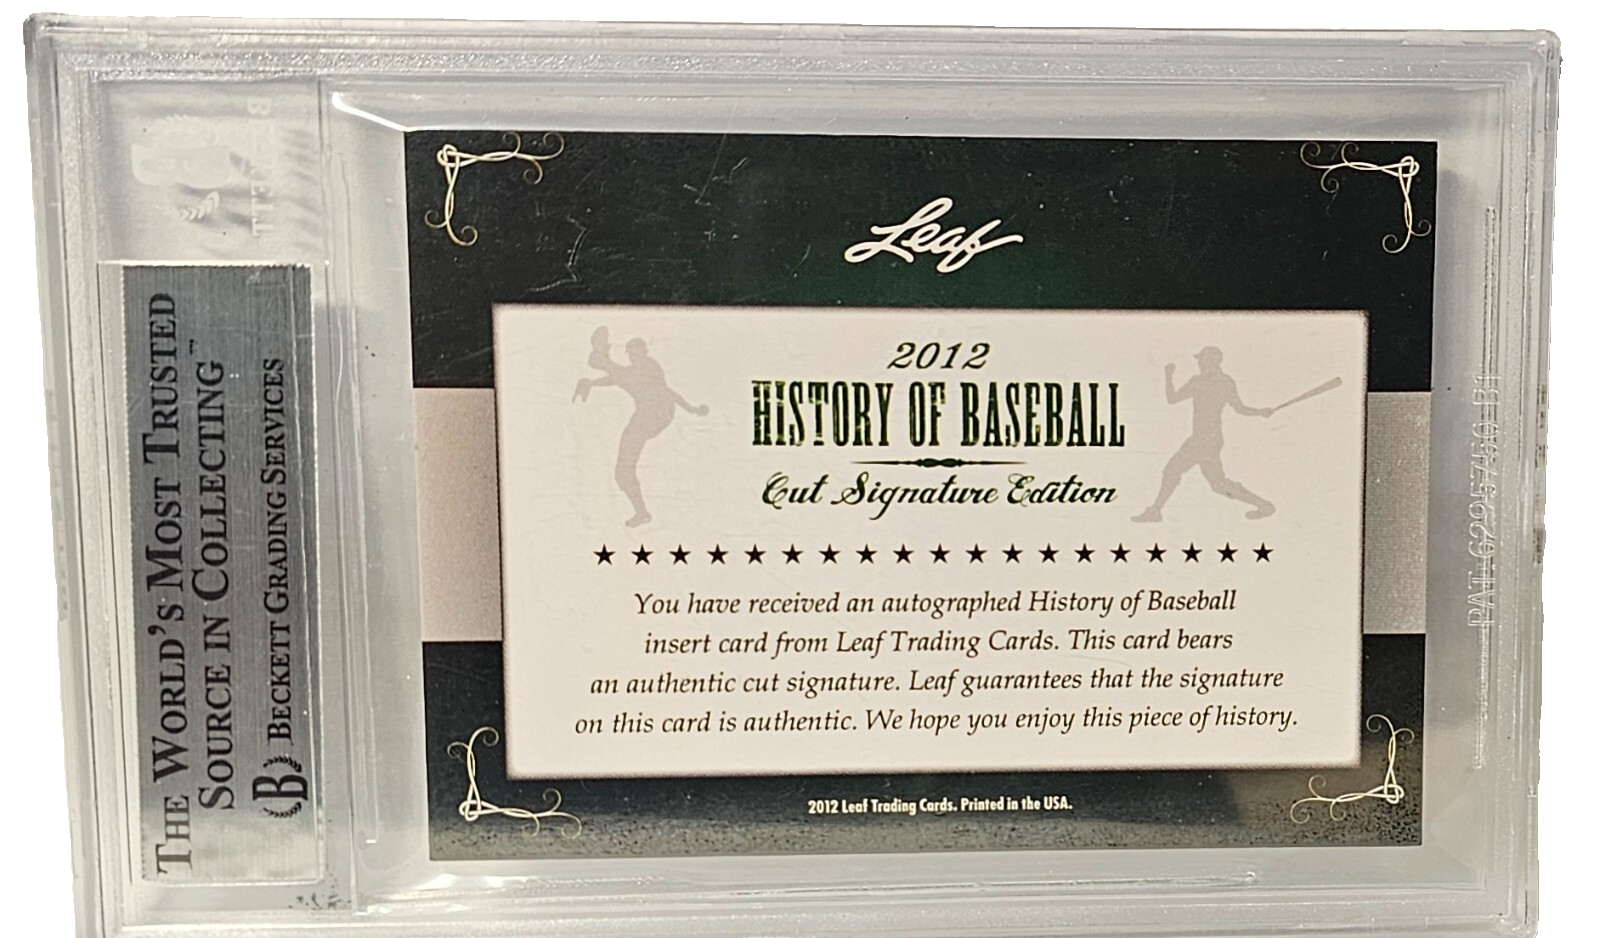 THE WORLD'S MOST TRUSTED
SOURCE IN COLLECTING™
B BECKETT GRADING SERVICES
Leaf
2012
HISTORY OF BASEBALL
Cut Signature Edition
You have received an autographed History of Baseball
insert card from Leaf Trading Cards. This card bears
an authentic cut signature. Leaf guarantees that the signature
on this card is authentic. We hope you enjoy this piece of history.
2012 Leaf Trading Cards. Printed in the USA.